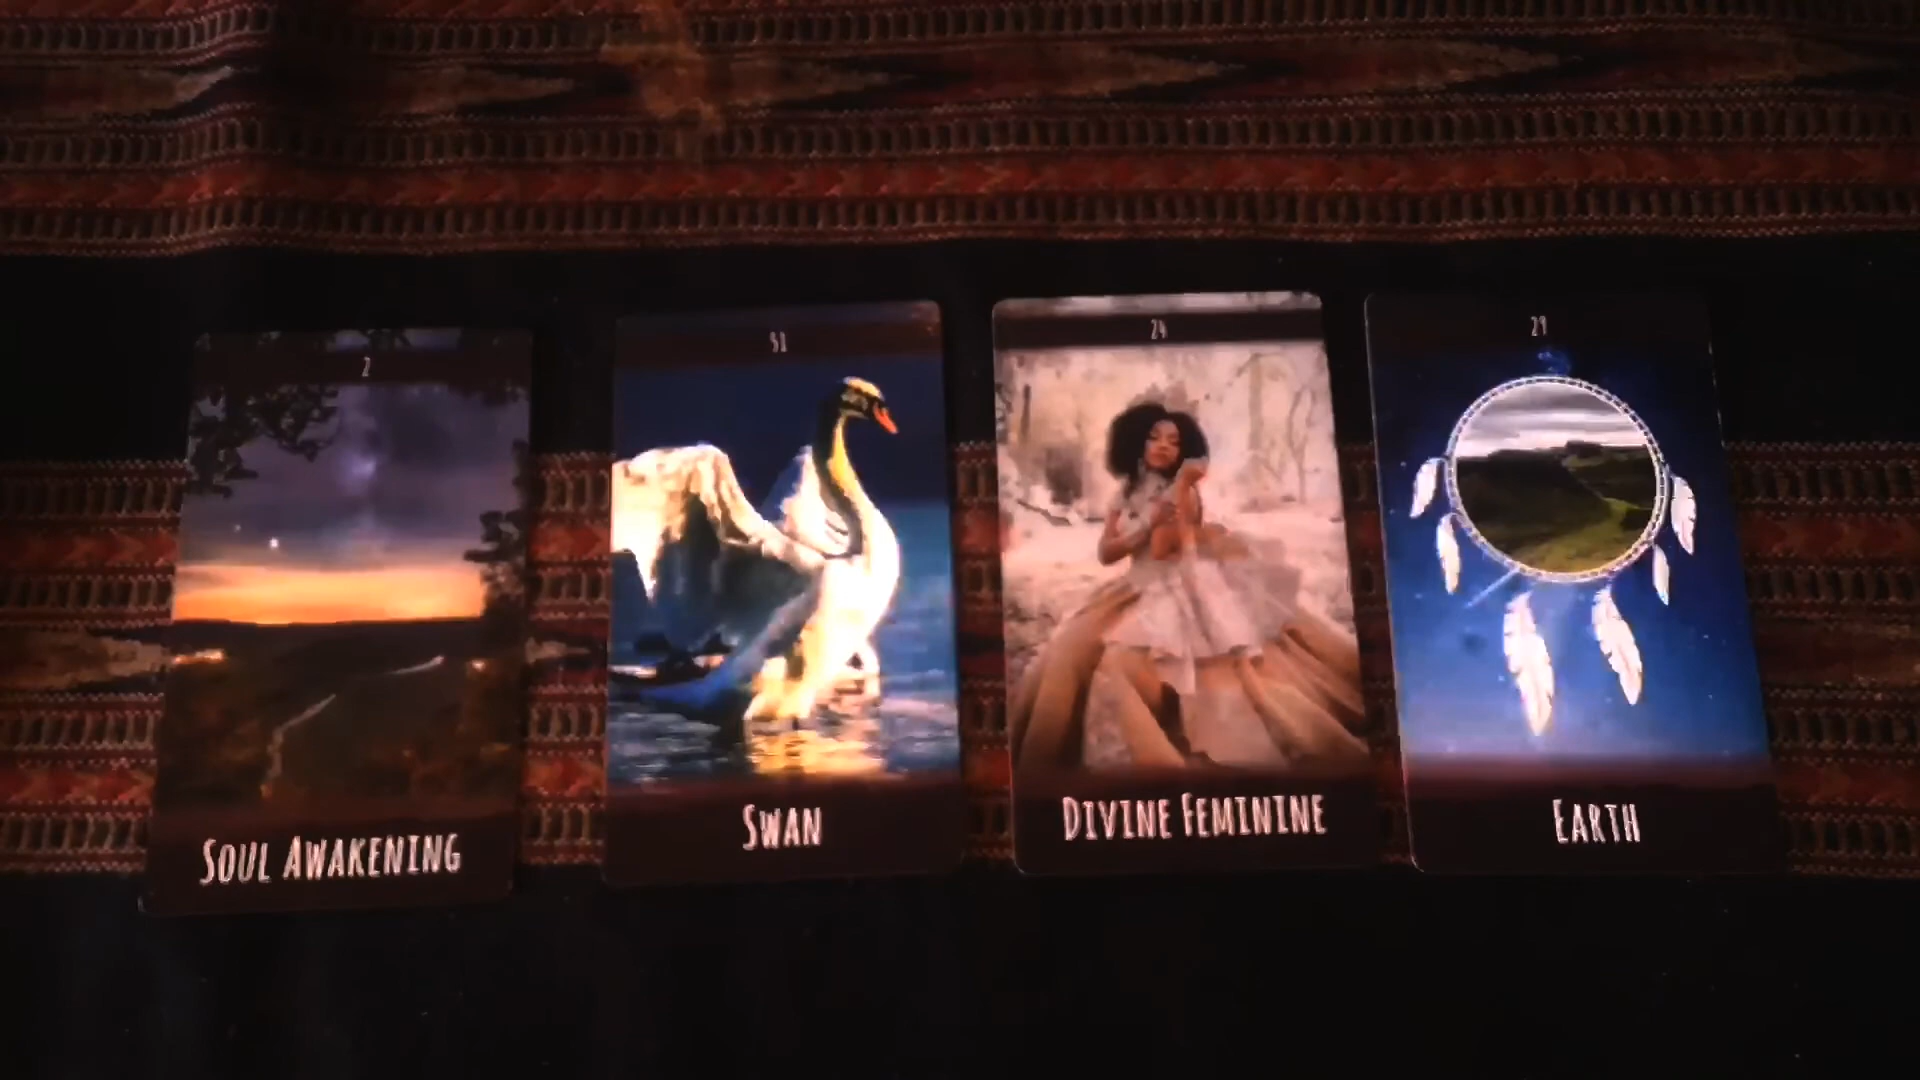 2
SOUL AWAKENING
51
SWAN
24
DIVINE FEMININE
29
EARTH